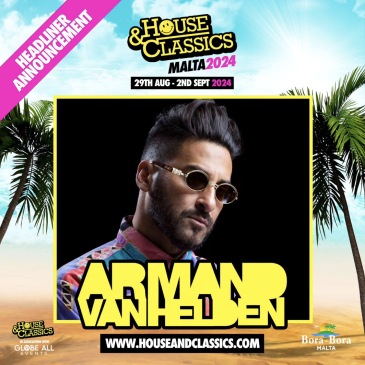 HEADLINER
ANNOUNCEMENT
HOUSE
& CLASSICS
MALTA 2024
29TH AUG - 2ND SEPT 2024
ARMAND
VAN HELDEN
WWW.HOUSEANDCLASSICS.COM
HOUSE
& CLASSICS
GLOBE ALL
EVENTS
Bora-Bora
MALTA